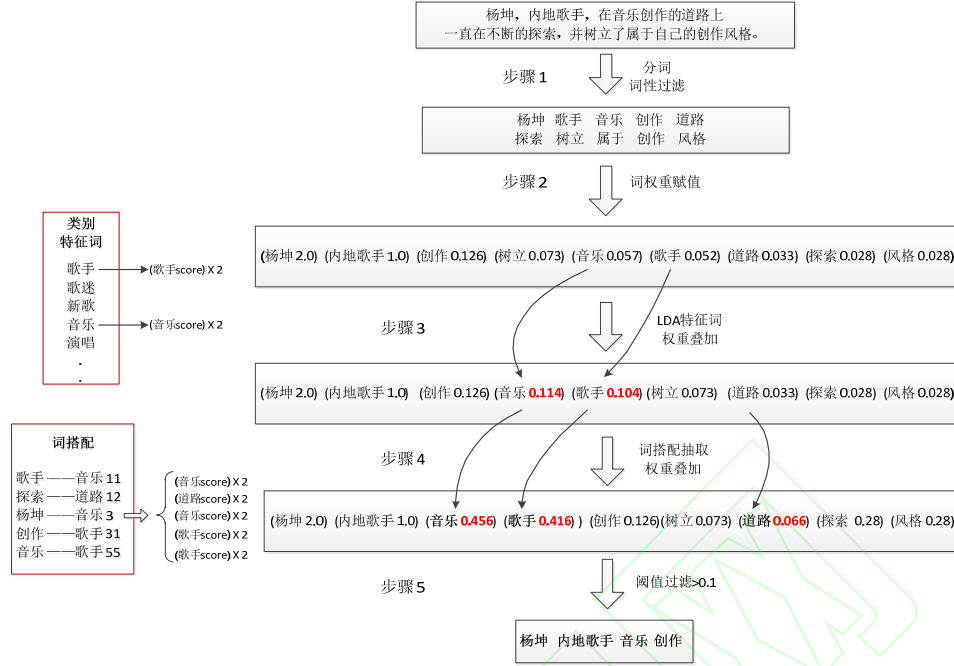 杨坤，内地歌手，在音乐创作的道路上
一直在不断的探索，并树立了属于自己的创作风格。
步骤1
分词
词性过滤
杨坤 歌手 音乐 创作 道路
探索 树立 属于 创作 风格
步骤2
词权重赋值
类别
特征词
歌手
歌迷
新歌
音乐
演唱
.
.
(歌手score) X 2
(音乐score) X 2
(杨坤2.0) (内地歌手1.0) (创作0.126) (树立0.073) (音乐0.057) (歌手0.052) (道路0.033) (探索0.028) (风格0.028)
步骤3
LDA特征词
权重叠加
(杨坤2.0) (内地歌手1.0) (创作0.126) (音乐0.114) (歌手0.104) (树立0.073) (道路0.033) (探索0.028) (风格0.028)
步骤4
词搭配抽取
权重叠加
词搭配
歌手——音乐11
探索——道路12
杨坤——音乐3
创作——歌手31
音乐——歌手55
(音乐score) X 2
(道路score) X 2
(音乐score) X 2
(歌手score) X 2
(歌手score) X 2
(杨坤2.0) (内地歌手1.0) (音乐0.456) (歌手0.416) ) (创作0.126)(树立0.073) (道路0.066) (探索 0.28) (风格0.28)
步骤5
阈值过滤>0.1
杨坤 内地歌手 音乐 创作